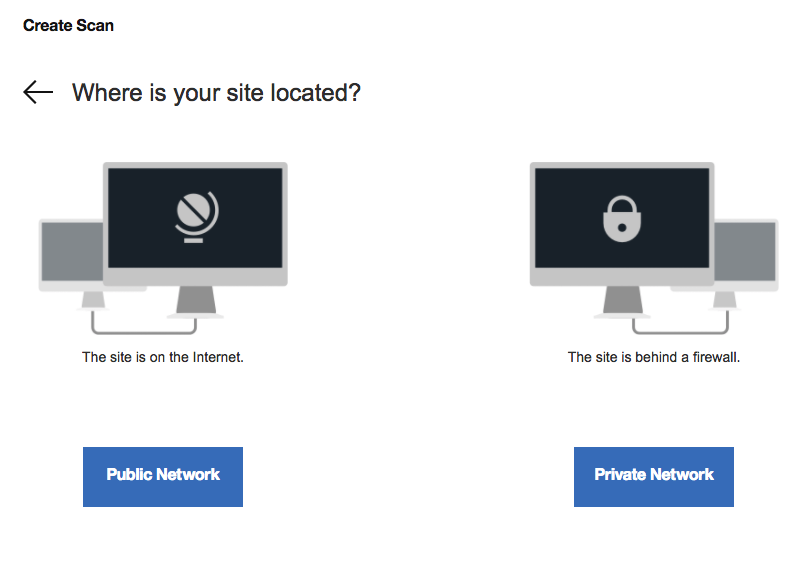 Create Scan
Where is your site located?
The site is on the Internet.
The site is behind a firewall.
Public Network
Private Network